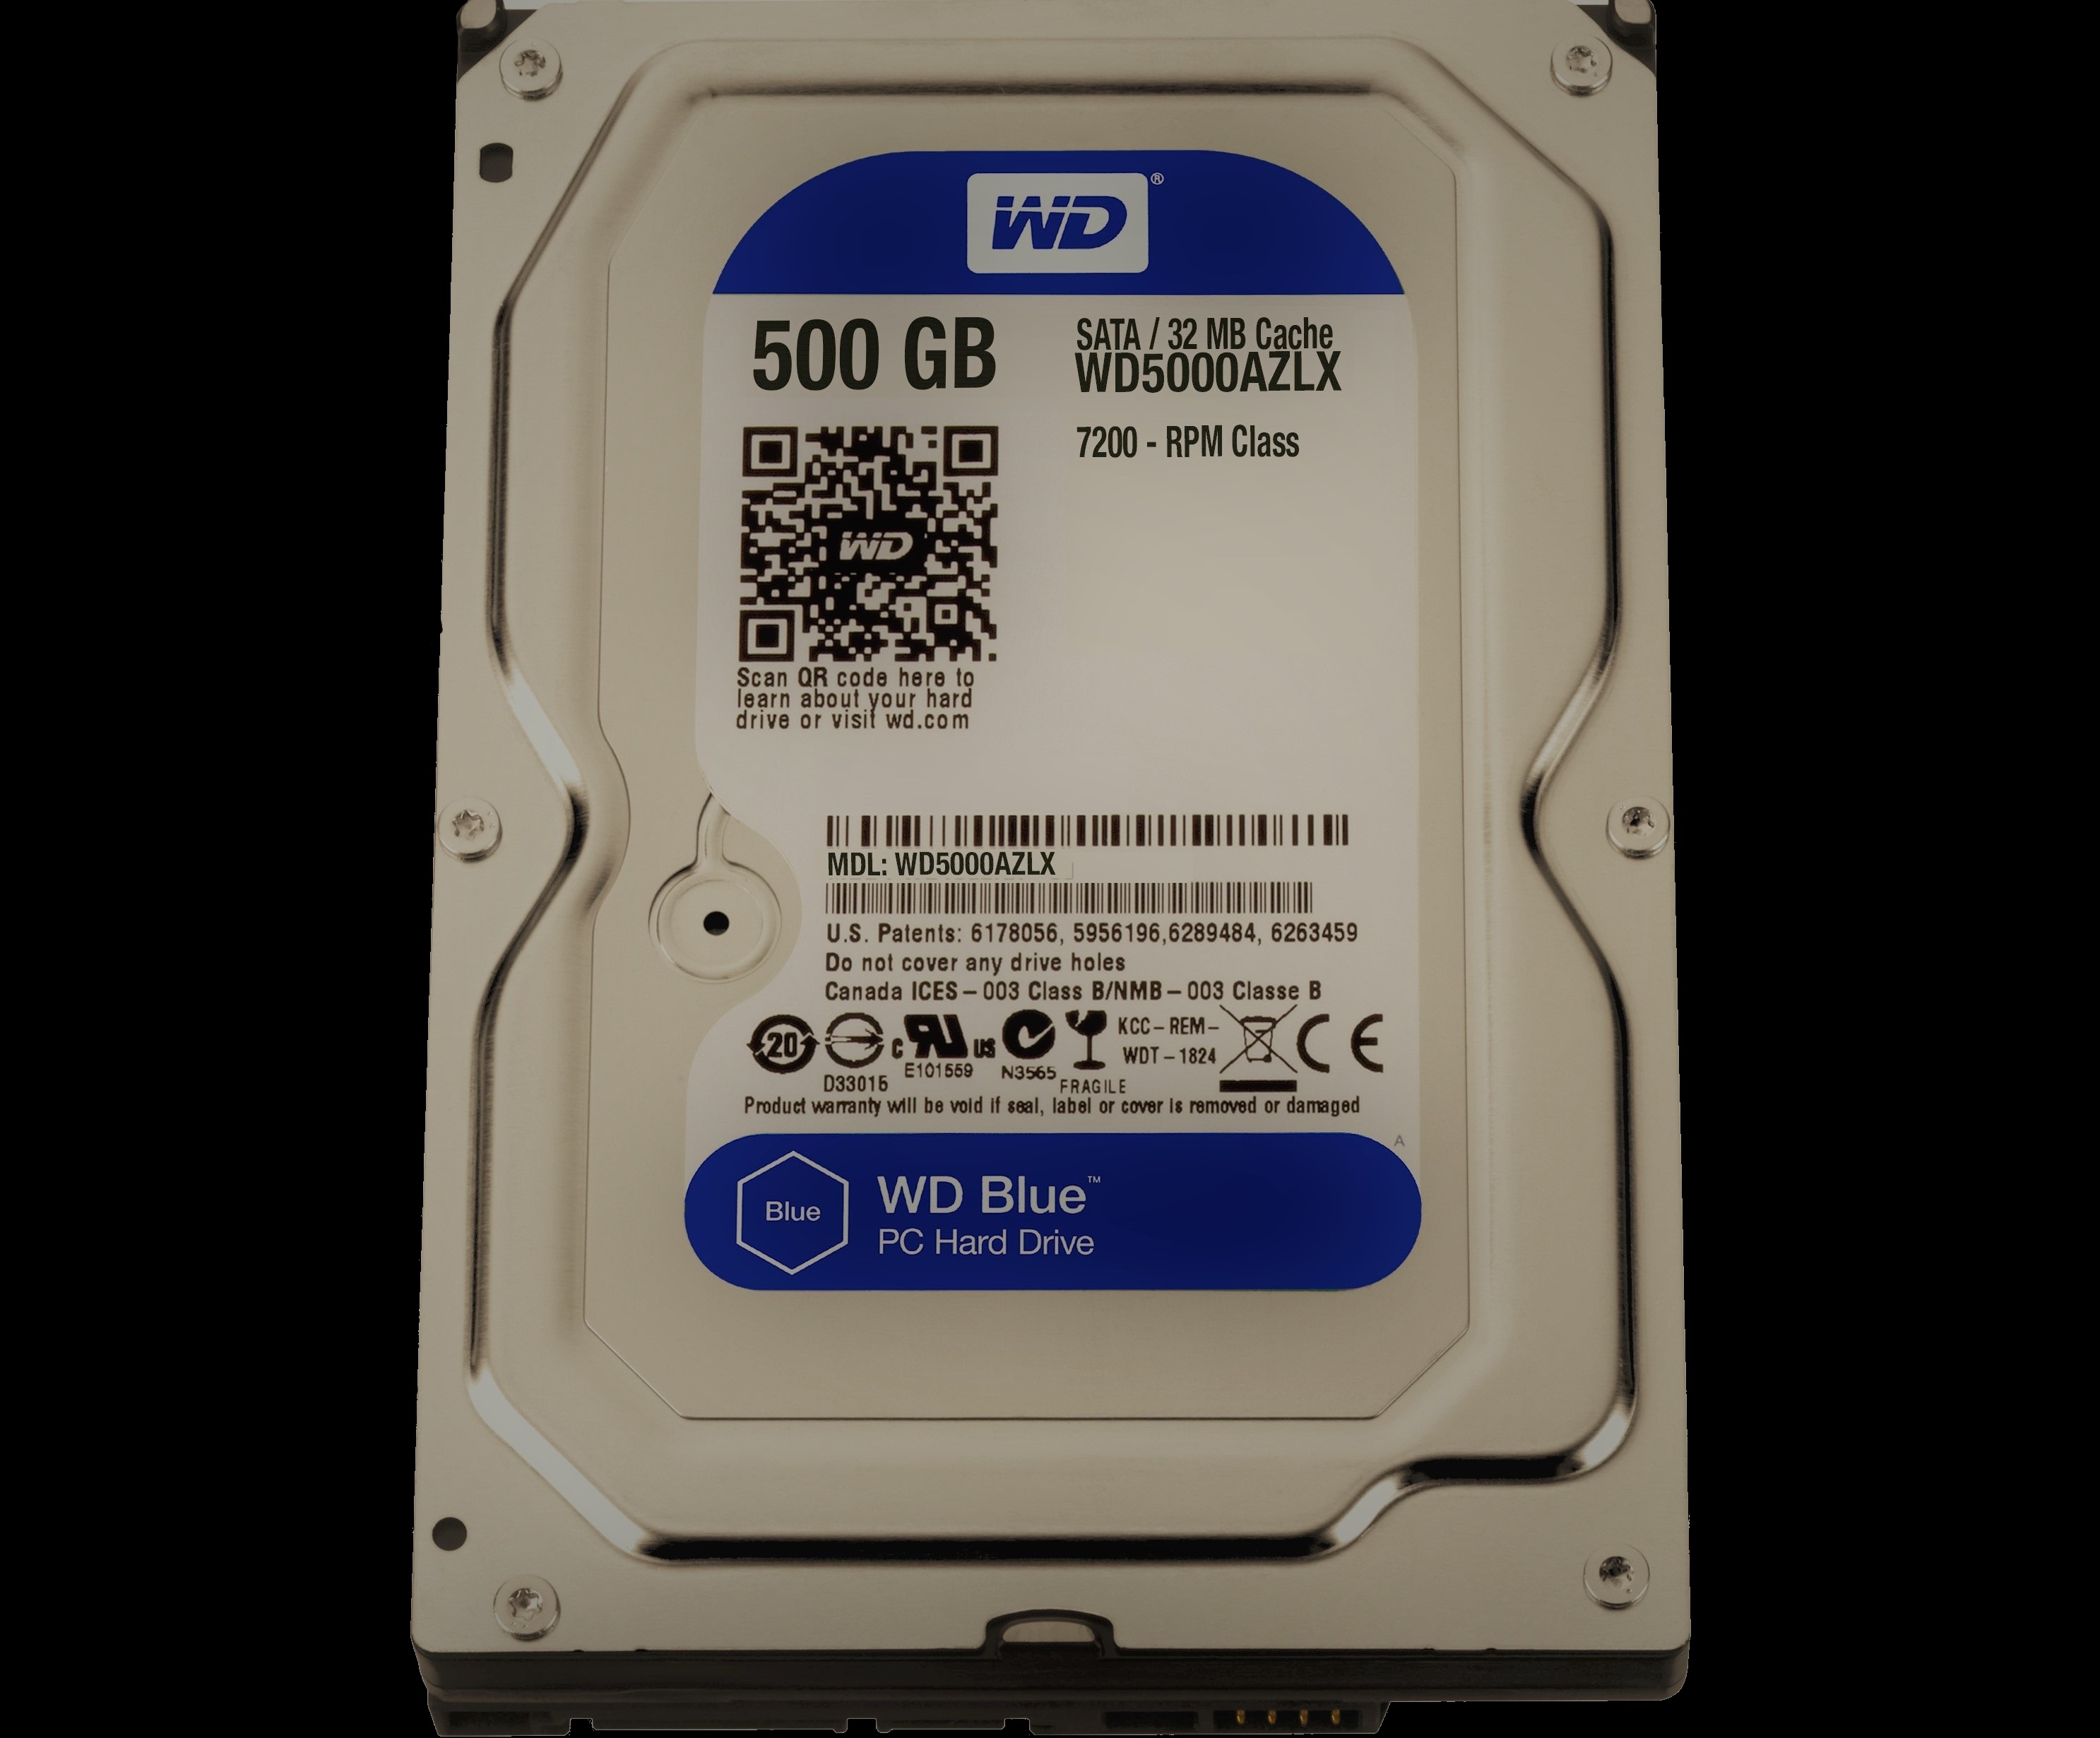 WD®
500 GB
SATA / 32 MB Cache
WD5000AZLX
7200 - RPM Class
WD
Scan QR code here to
learn about your hard
drive or visit wd.com
MDL: WD5000AZLX
U.S. Patents: 6178056, 5956196,6289484, 6263459
Do not cover any drive holes
Canada ICES – 003 Class B/NMB – 003 Classe B
20
D33015
c RU US
E101559
N3565
FRAGILE
KCC – REM –
WDT – 1824
CE
Product warranty will be void if seal, label or cover is removed or damaged
A
Blue
WD Blue™
PC Hard Drive